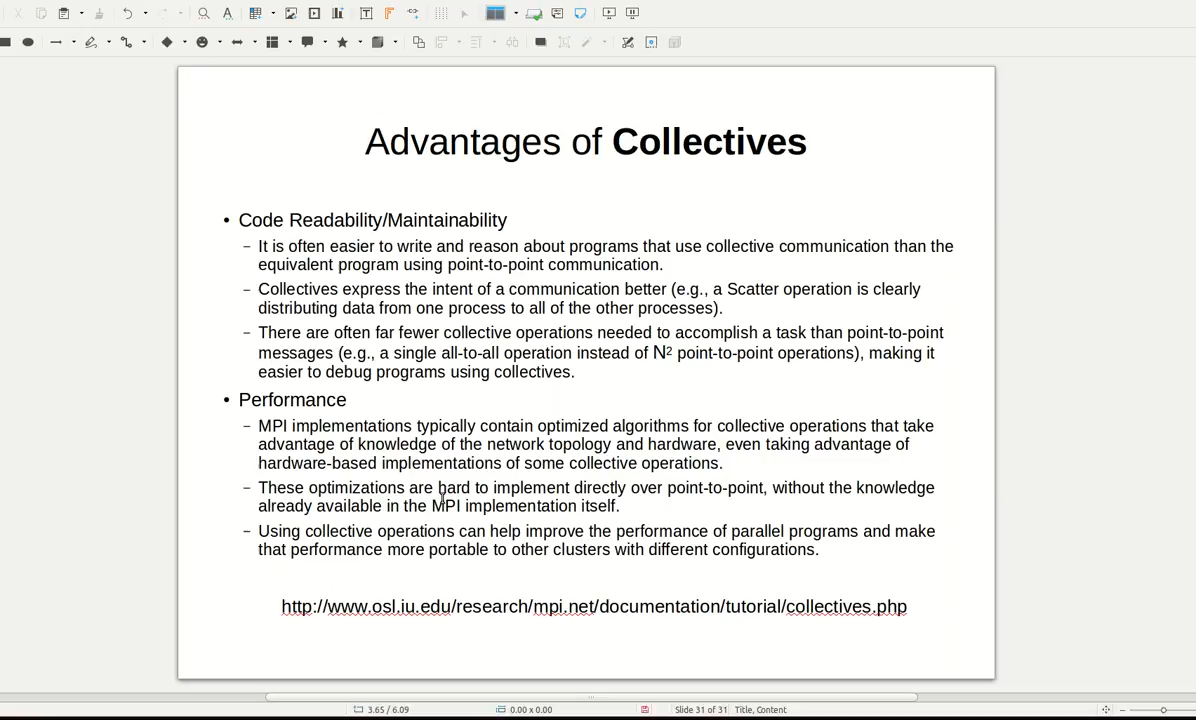 Advantages of Collectives
• Code Readability/Maintainability
– It is often easier to write and reason about programs that use collective communication than the
equivalent program using point-to-point communication.
– Collectives express the intent of a communication better (e.g., a Scatter operation is clearly
distributing data from one process to all of the other processes).
– There are often far fewer collective operations needed to accomplish a task than point-to-point
messages (e.g., a single all-to-all operation instead of N² point-to-point operations), making it
easier to debug programs using collectives.
• Performance
– MPI implementations typically contain optimized algorithms for collective operations that take
advantage of knowledge of the network topology and hardware, even taking advantage of
hardware-based implementations of some collective operations.
– These optimizations are hard to implement directly over point-to-point, without the knowledge
already available in the MPI implementation itself.
– Using collective operations can help improve the performance of parallel programs and make
that performance more portable to other clusters with different configurations.
http://www.osl.iu.edu/research/mpi.net/documentation/tutorial/collectives.php
3.65 / 6.09 0.00 x 0.00 Slide 31 of 31 Title, Content